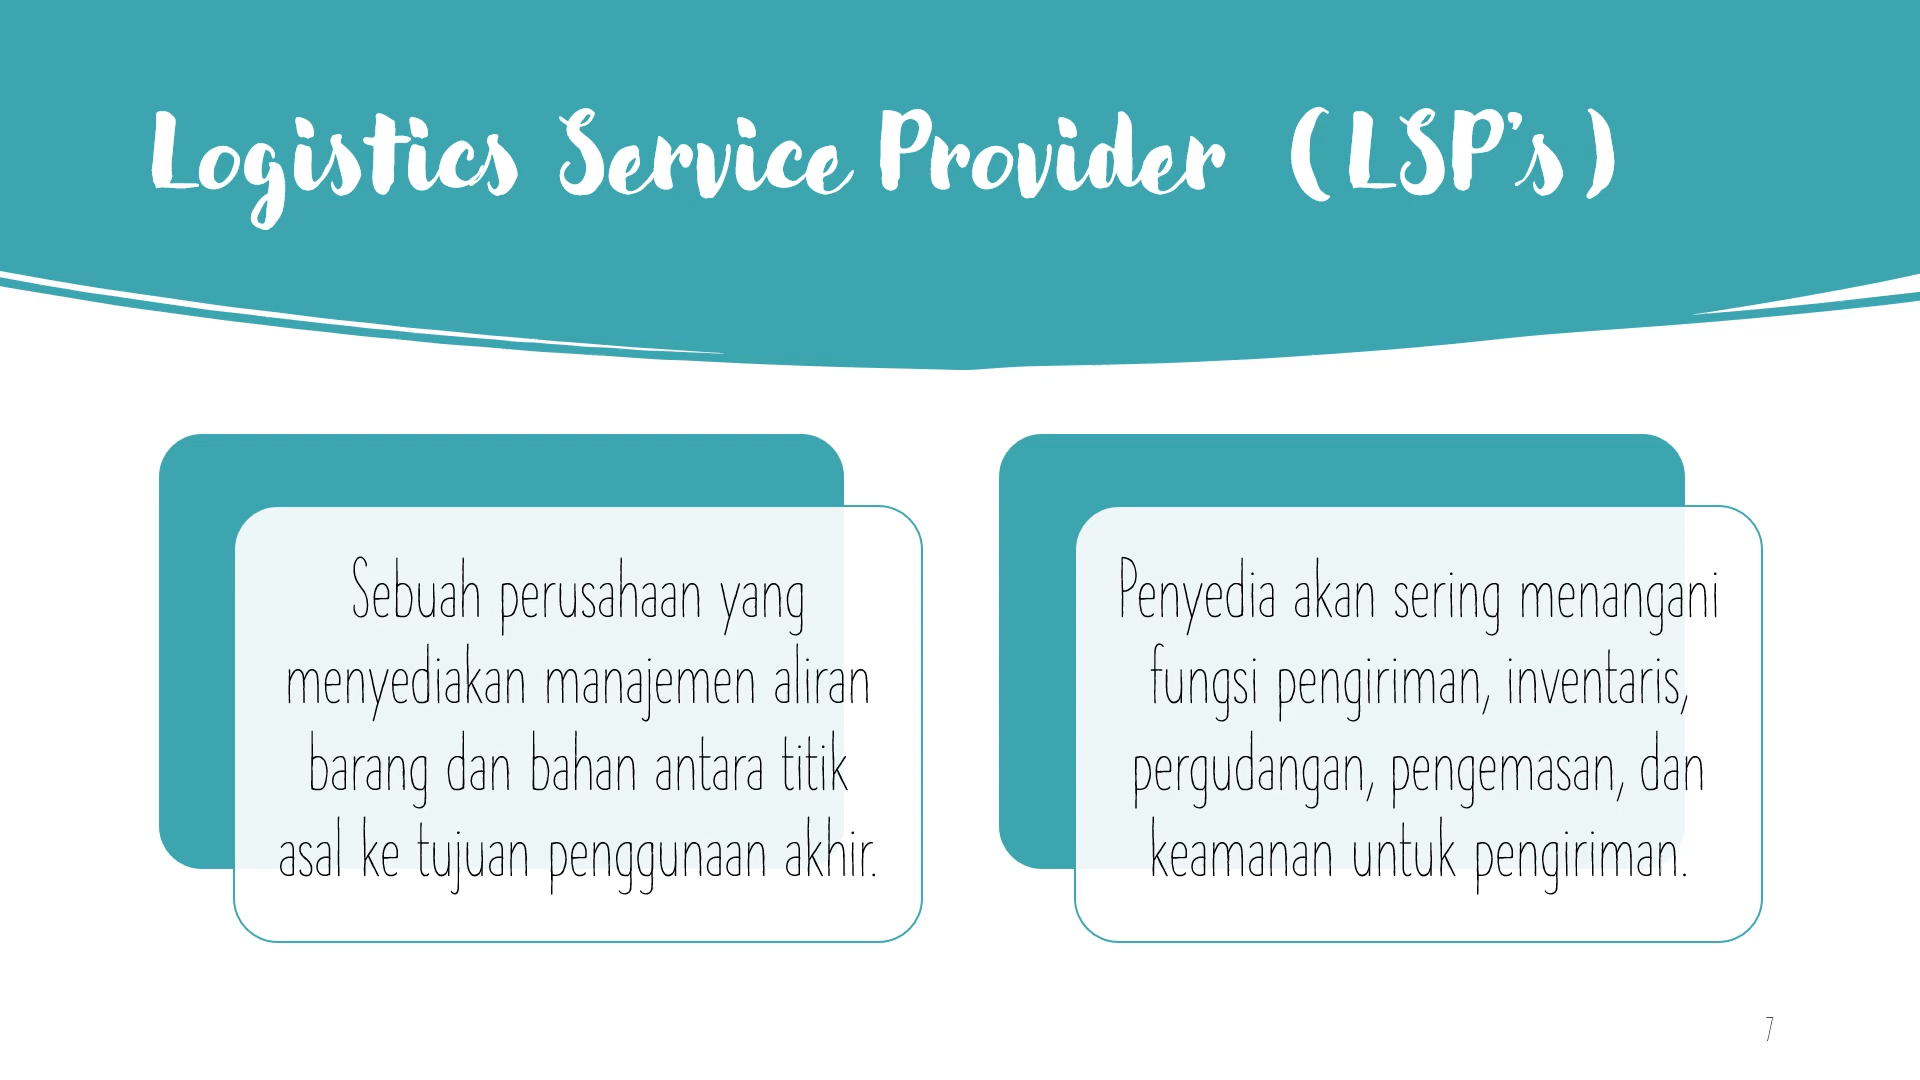 Logistics Service Provider (LSP's)
Sebuah perusahaan yang
menyediakan manajemen aliran
barang dan bahan antara titik
asal ke tujuan penggunaan akhir.
Penyedia akan sering menangani
fungsi pengiriman, inventaris,
pergudangan, pengemasan, dan
keamanan untuk pengiriman.
7